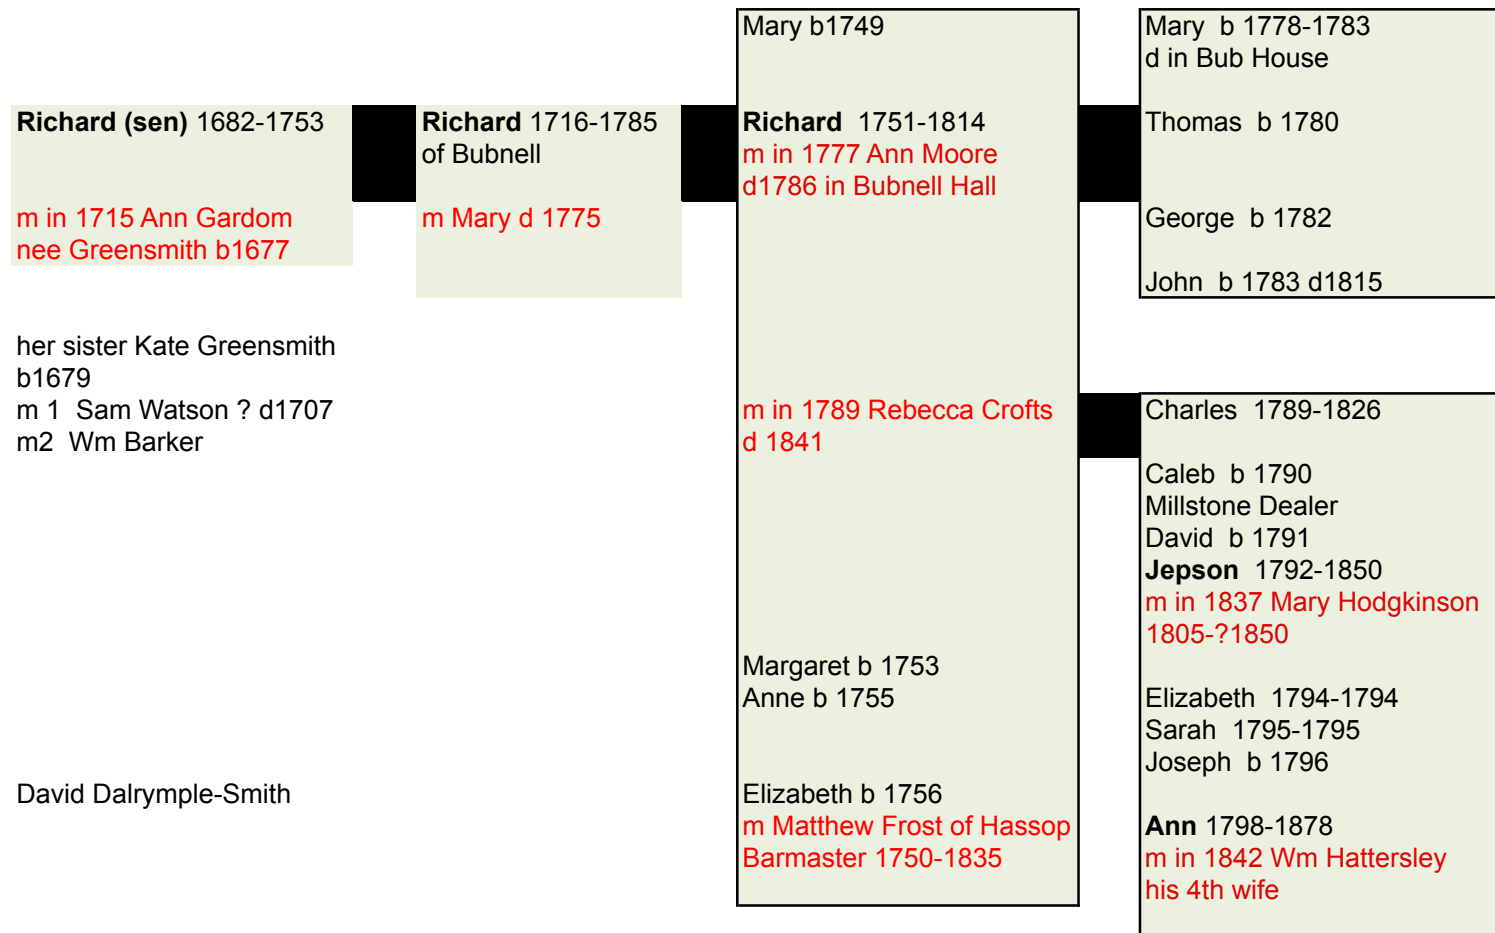 Richard (sen) 1682-1753
m in 1715 Ann Gardom
nee Greensmith b1677
her sister Kate Greensmith
b1679
m 1  Sam Watson ? d1707
m2  Wm Barker
David Dalrymple-Smith
Richard 1716-1785
of Bubnell
m Mary d 1775
Mary b1749
Richard  1751-1814
m in 1777 Ann Moore
d1786 in Bubnell Hall
m in 1789 Rebecca Crofts
d 1841
Margaret b 1753
Anne b 1755
Elizabeth b 1756
m Matthew Frost of Hassop
Barmaster 1750-1835
Mary  b 1778-1783
d in Bub House
Thomas  b 1780
George  b 1782
John  b 1783 d1815
Charles  1789-1826
Caleb  b 1790
Millstone Dealer
David  b 1791
Jepson  1792-1850
m in 1837 Mary Hodgkinson
1805-?1850
Elizabeth  1794-1794
Sarah  1795-1795
Joseph  b 1796
Ann 1798-1878
m in 1842 Wm Hattersley
his 4th wife